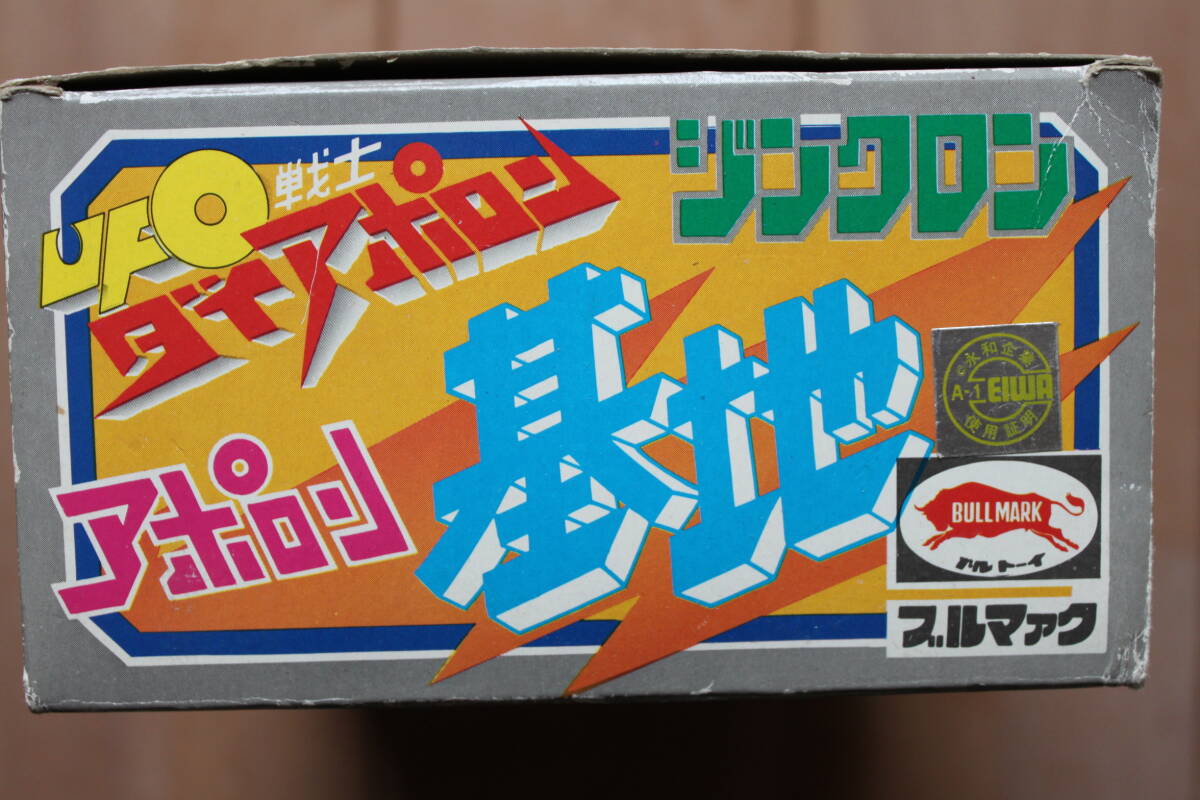 UFO戦士
ダイアポロン
ジンクロン
アポロン
基地
永和企業
A-1 EIWA
使用証明
BULLMARK
アルトーイ
ブルマァク